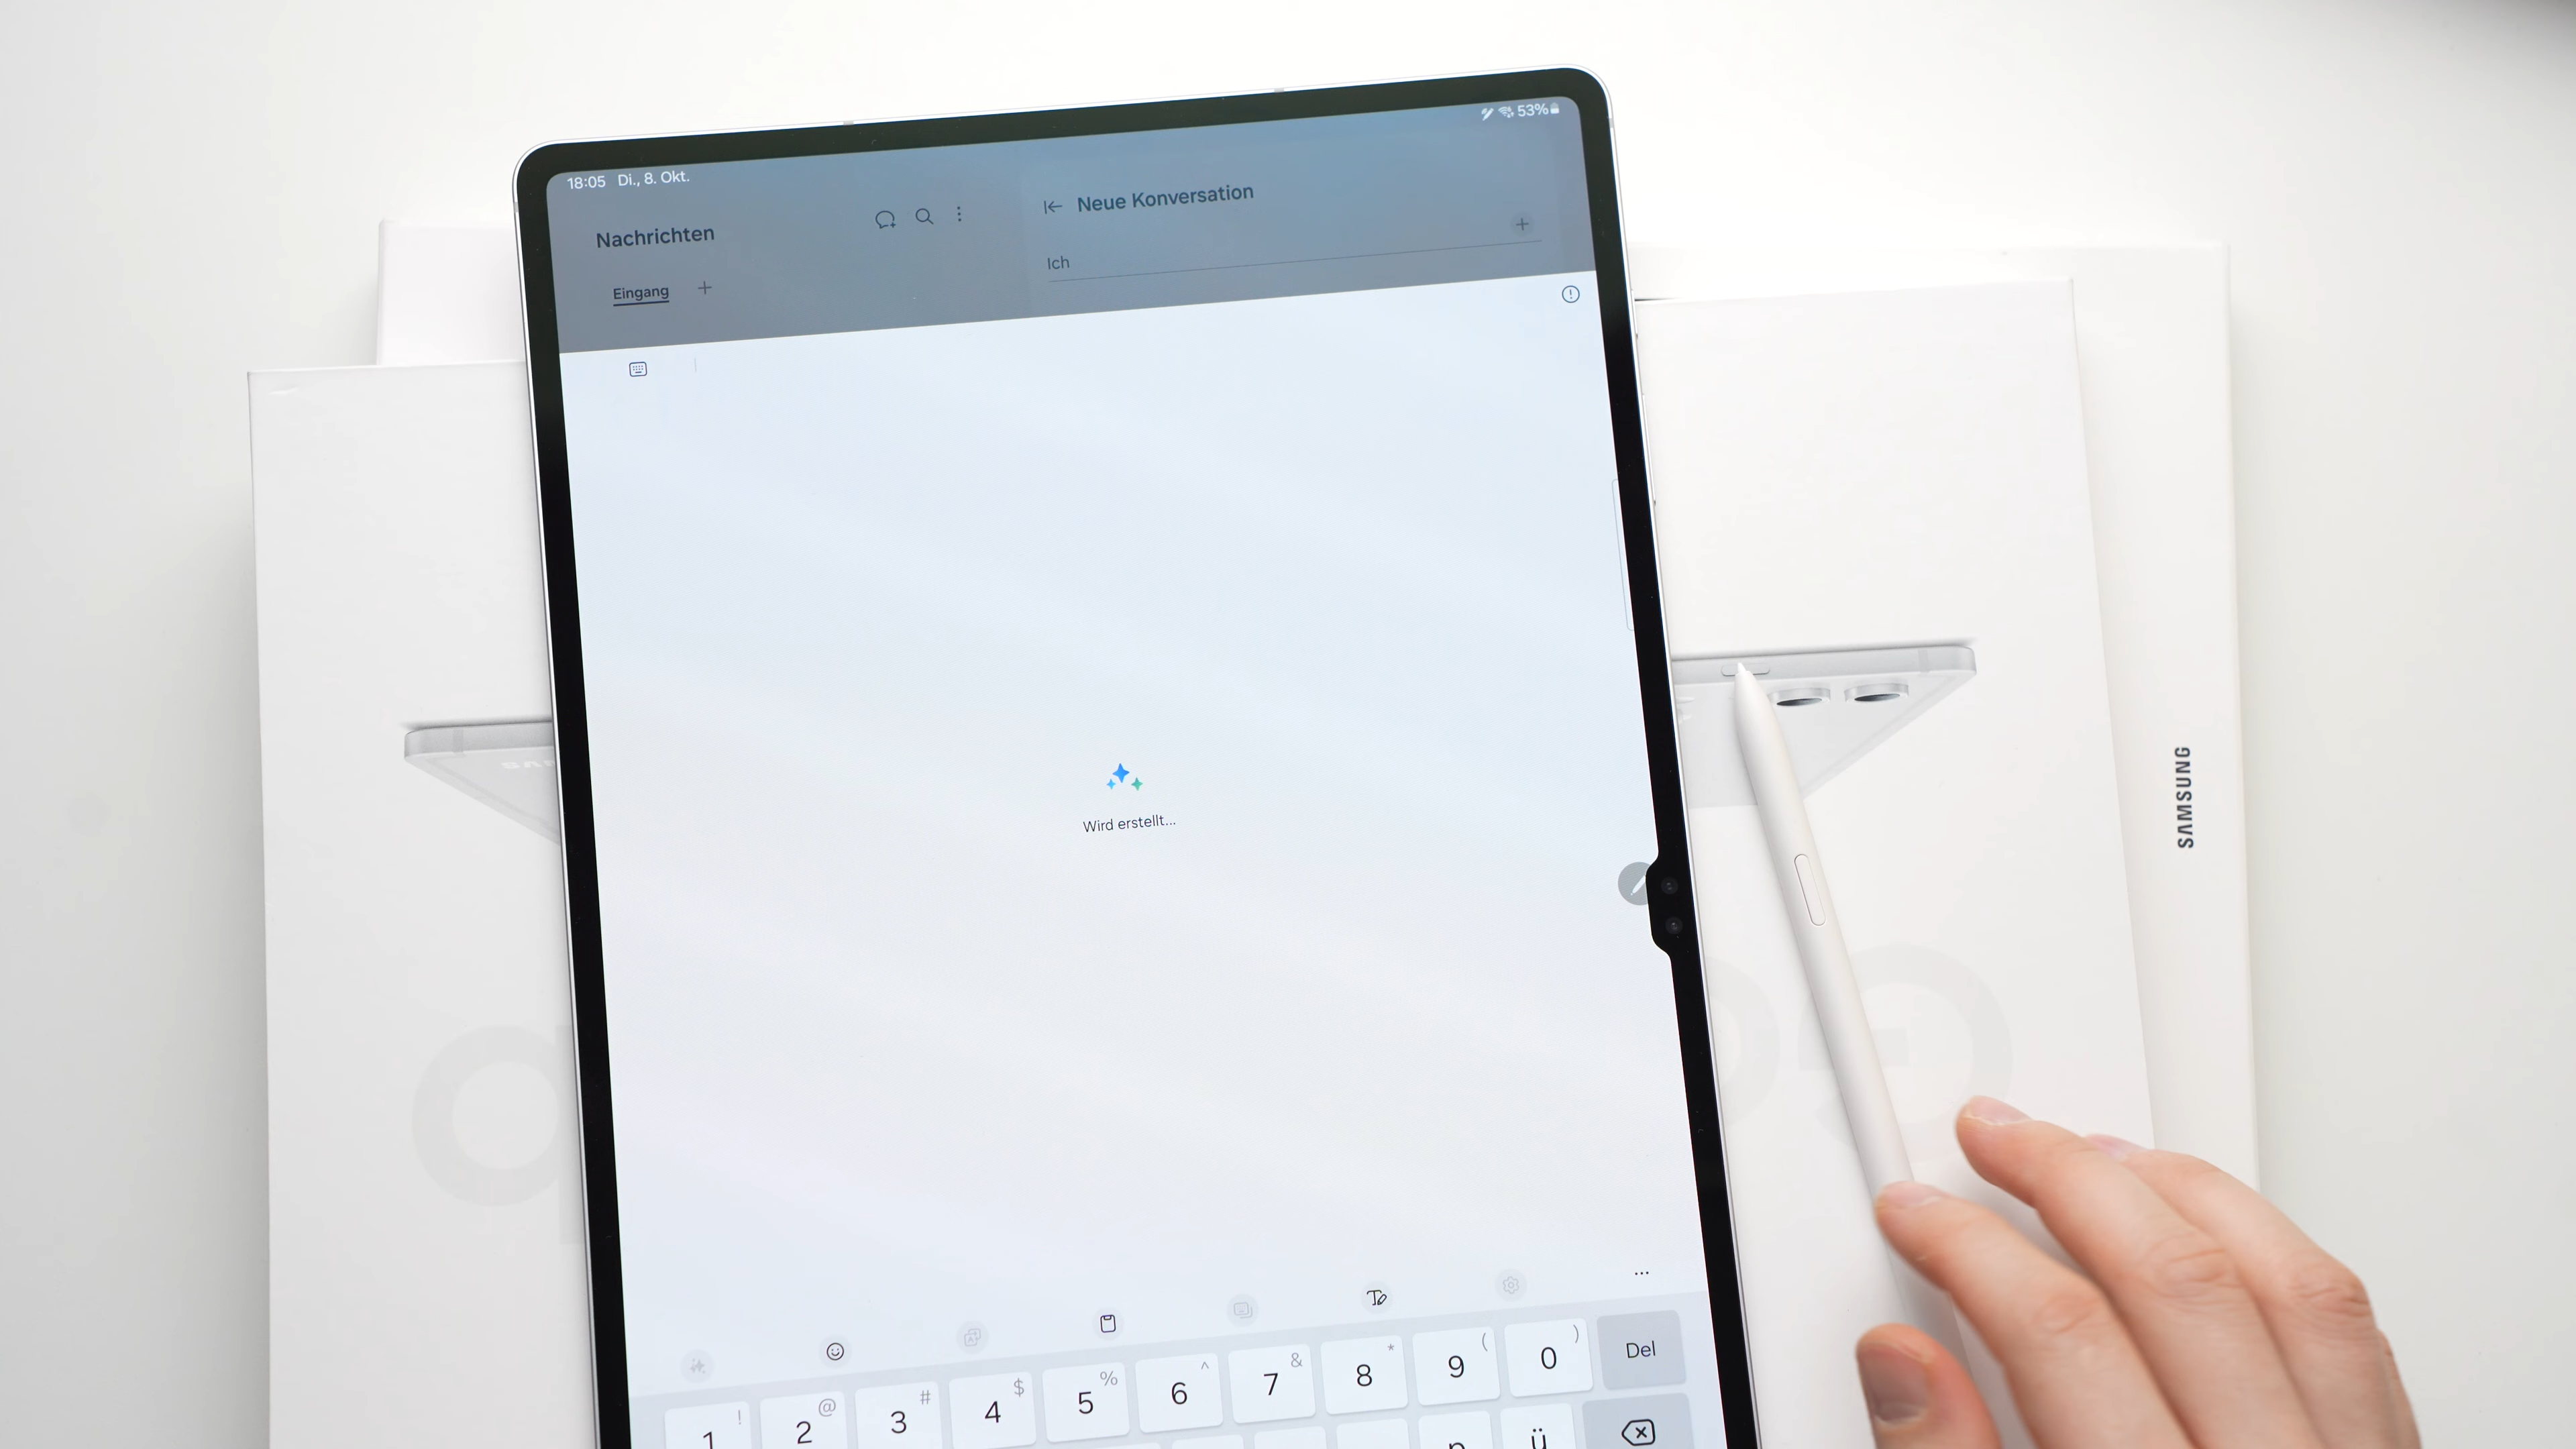 18:05 Di., 8. Okt.
53%
Nachrichten
Neue Konversation
Ich
Eingang
Wird erstellt...
SAMSUNG
! @ # $ % ^ & * ( )
1 2 3 4 5 6 7 8 9 0 Del
ü